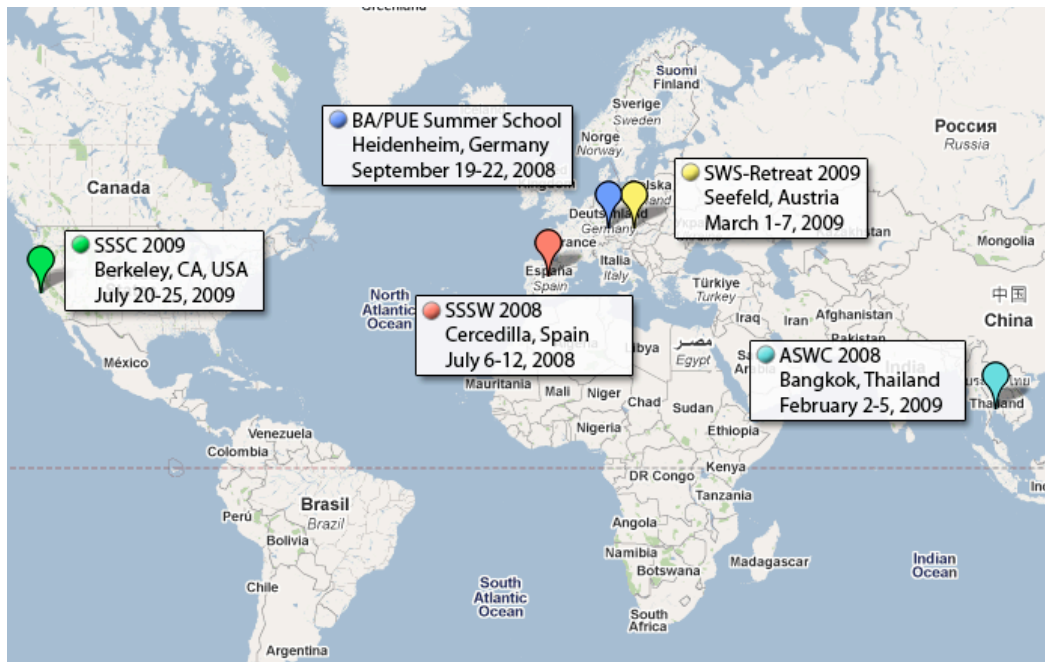 Greenland
Suomi
Finland
Sverige
Sweden
Norge
Norway
Россия
Russia
Canada
BA/PUE Summer School
Heidenheim, Germany
September 19-22, 2008
SWS-Retreat 2009
Seefeld, Austria
March 1-7, 2009
Deutschland
Germany
France
Italia
Italy
España
Spain
Türkiye
Turkey
Mongolia
中国
China
SSSC 2009
Berkeley, CA, USA
July 20-25, 2009
North
Atlantic
Ocean
SSSW 2008
Cercedilla, Spain
July 6-12, 2008
Iraq
Iran
Afghanistan
Pakistan
India
México
Libya
مصر
Egypt
ASWC 2008
Bangkok, Thailand
February 2-5, 2009
Thailand
Mauritania
Mali
Niger
Chad
Sudan
Nigeria
Ethiopia
Venezuela
Colombia
DR Congo
Kenya
Tanzania
Brasil
Brazil
Perú
Bolivia
Angola
Namibia
Botswana
Madagascar
Chile
South
Atlantic
Ocean
Indian
Ocean
South
Africa
Argentina